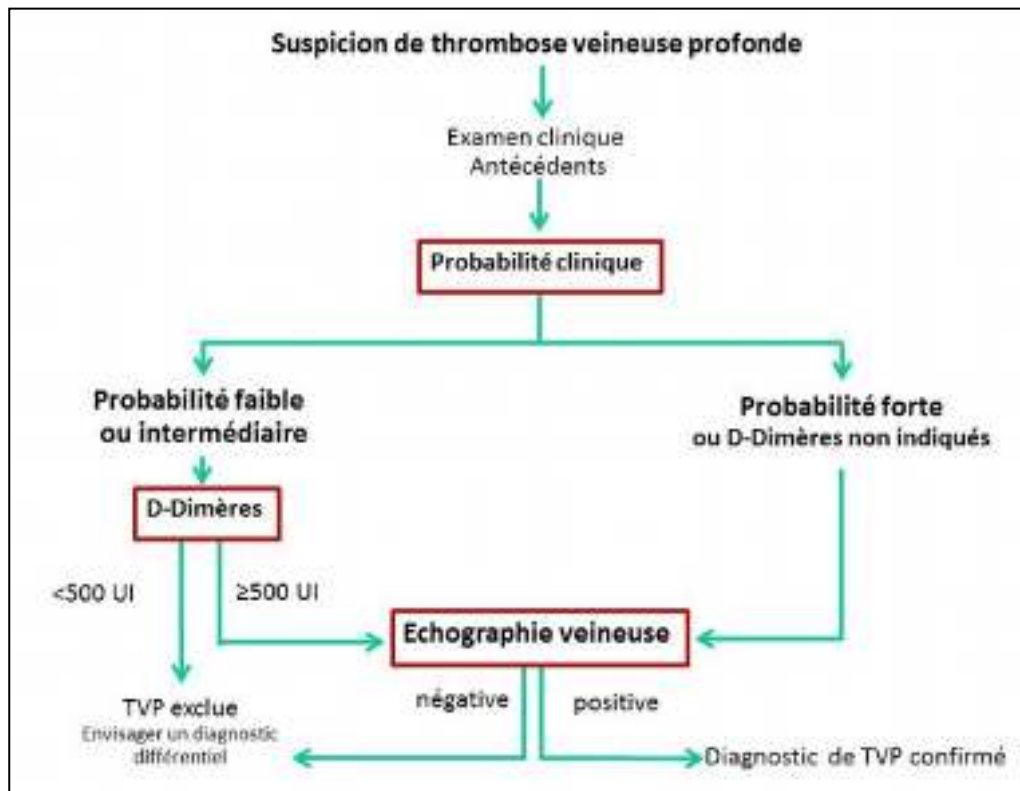 Suspicion de thrombose veineuse profonde
Examen clinique
Antécédents
Probabilité clinique
Probabilité faible
ou intermédiaire
Probabilité forte
ou D-Dimères non indiqués
D-Dimères
<500 UI
≥500 UI
Echographie veineuse
négative
positive
TVP exclue
Envisager un diagnostic
différentiel
Diagnostic de TVP confirmé